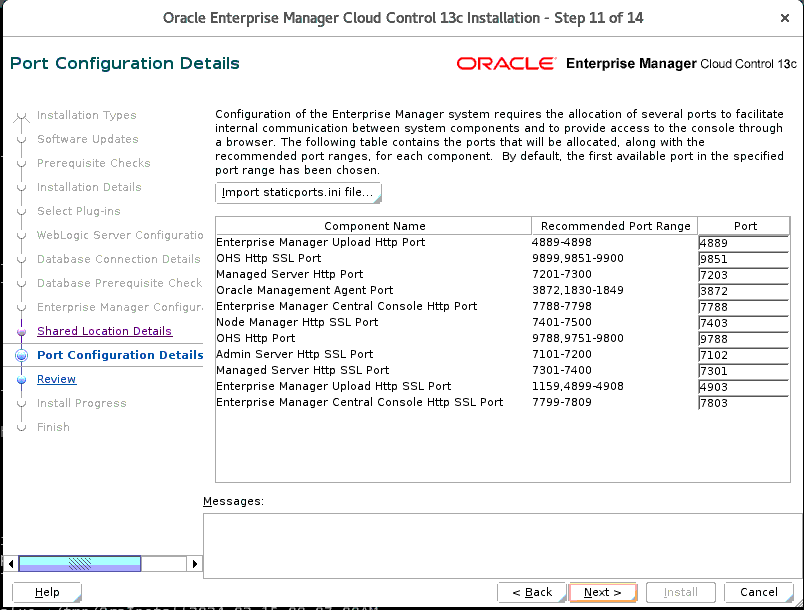 Oracle Enterprise Manager Cloud Control 13c Installation - Step 11 of 14
Port Configuration Details
ORACLE Enterprise Manager Cloud Control 13c
Installation Types
Software Updates
Prerequisite Checks
Installation Details
Select Plug-ins
WebLogic Server Configuratio
Database Connection Details
Database Prerequisite Check
Enterprise Manager Configura
Shared Location Details
Port Configuration Details
Review
Install Progress
Finish
Configuration of the Enterprise Manager system requires the allocation of several ports to facilitate
internal communication between system components and to provide access to the console through
a browser. The following table contains the ports that will be allocated, along with the
recommended port ranges, for each component. By default, the first available port in the specified
port range has been chosen.
Import staticports.ini file...
Component Name Recommended Port Range Port
Enterprise Manager Upload Http Port 4889-4898 4889
OHS Http SSL Port 9899,9851-9900 9851
Managed Server Http Port 7201-7300 7203
Oracle Management Agent Port 3872,1830-1849 3872
Enterprise Manager Central Console Http Port 7788-7798 7788
Node Manager Http SSL Port 7401-7500 7403
OHS Http Port 9788,9751-9800 9788
Admin Server Http SSL Port 7101-7200 7102
Managed Server Http SSL Port 7301-7400 7301
Enterprise Manager Upload Http SSL Port 1159,4899-4908 4903
Enterprise Manager Central Console Http SSL Port 7799-7809 7803
Messages:
Help
< Back
Next >
Install
Cancel